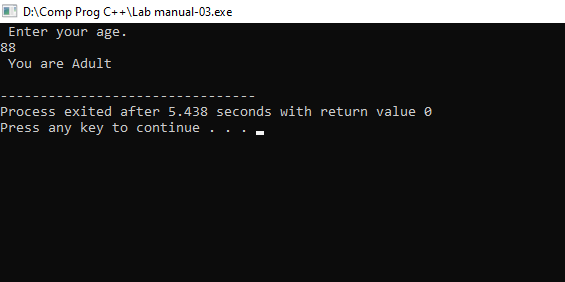 D:\Comp Prog C++\Lab manual-03.exe
Enter your age.
88
You are Adult
--------------------------------
Process exited after 5.438 seconds with return value 0
Press any key to continue . . .